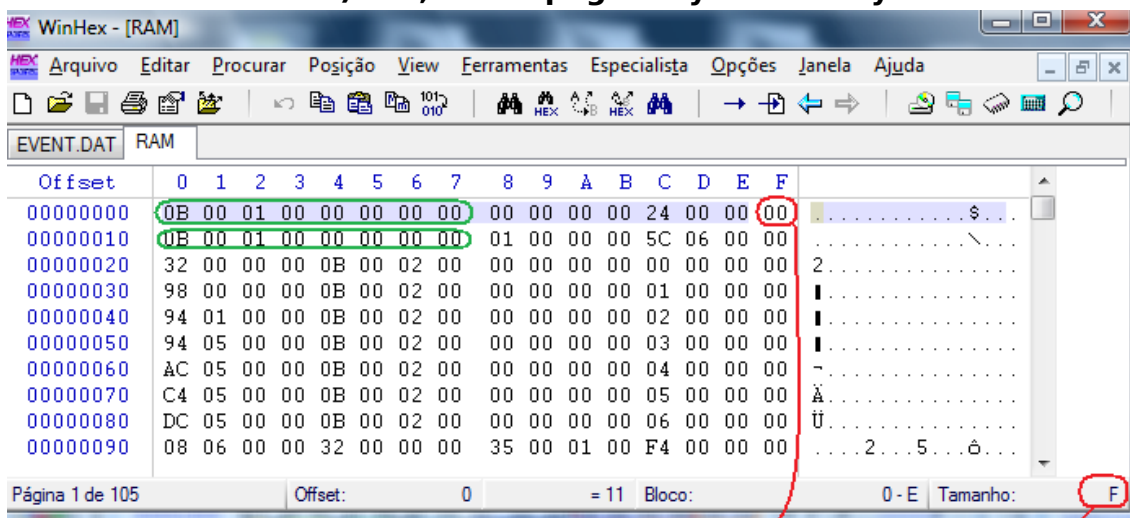 WinHex - [RAM]
Arquivo Editar Procurar Posição View Ferramentas Especialista Opções Janela Ajuda
EVENT.DAT RAM
Offset 0 1 2 3 4 5 6 7 8 9 A B C D E F
00000000 0B 00 01 00 00 00 00 00 00 00 00 00 24 00 00 00 .............$...
00000010 0B 00 01 00 00 00 00 00 01 00 00 00 5C 06 00 00 ............\...
00000020 32 00 00 00 0B 00 02 00 00 00 00 00 00 00 00 00 2...............
00000030 98 00 00 00 0B 00 02 00 00 00 00 00 01 00 00 00 ................
00000040 94 01 00 00 0B 00 02 00 00 00 00 00 02 00 00 00 ................
00000050 94 05 00 00 0B 00 02 00 00 00 00 00 03 00 00 00 ................
00000060 AC 05 00 00 0B 00 02 00 00 00 00 00 04 00 00 00 ¬...............
00000070 C4 05 00 00 0B 00 02 00 00 00 00 00 05 00 00 00 Ä...............
00000080 DC 05 00 00 0B 00 02 00 00 00 00 00 06 00 00 00 Ü...............
00000090 08 06 00 00 32 00 00 00 35 00 01 00 F4 00 00 00 ....2...5...ô...
Página 1 de 105 Offset: 0 = 11 Bloco: 0 - E Tamanho: F